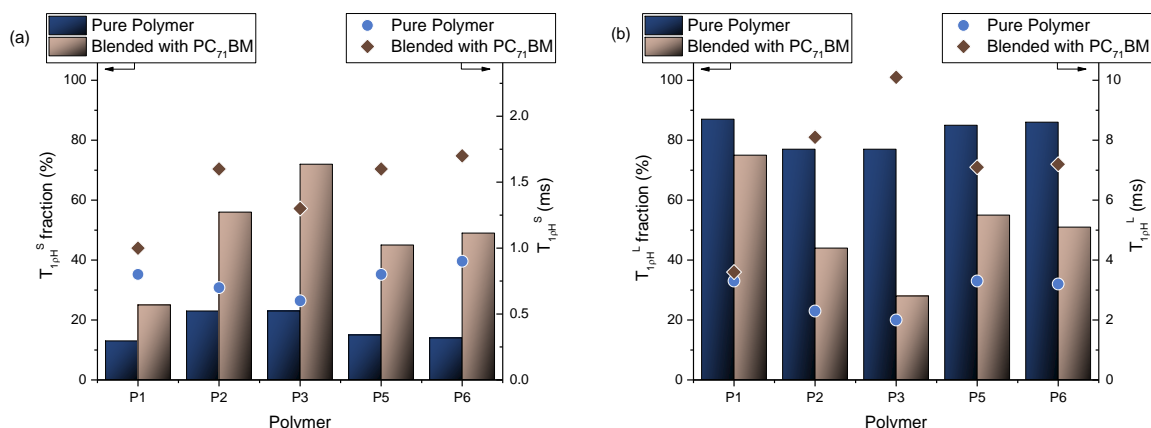 (a)
Pure Polymer
Blended with PC71BM
Pure Polymer
Blended with PC71BM
T1ρH^S fraction (%)
100
80
60
40
20
0
2.0
1.5
1.0
0.5
0.0
T1ρH^S (ms)
P1 P2 P3 P5 P6
Polymer
(b)
Pure Polymer
Blended with PC71BM
Pure Polymer
Blended with PC71BM
T1ρH^L fraction (%)
100
80
60
40
20
0
10
8
6
4
2
0
T1ρH^L (ms)
P1 P2 P3 P5 P6
Polymer